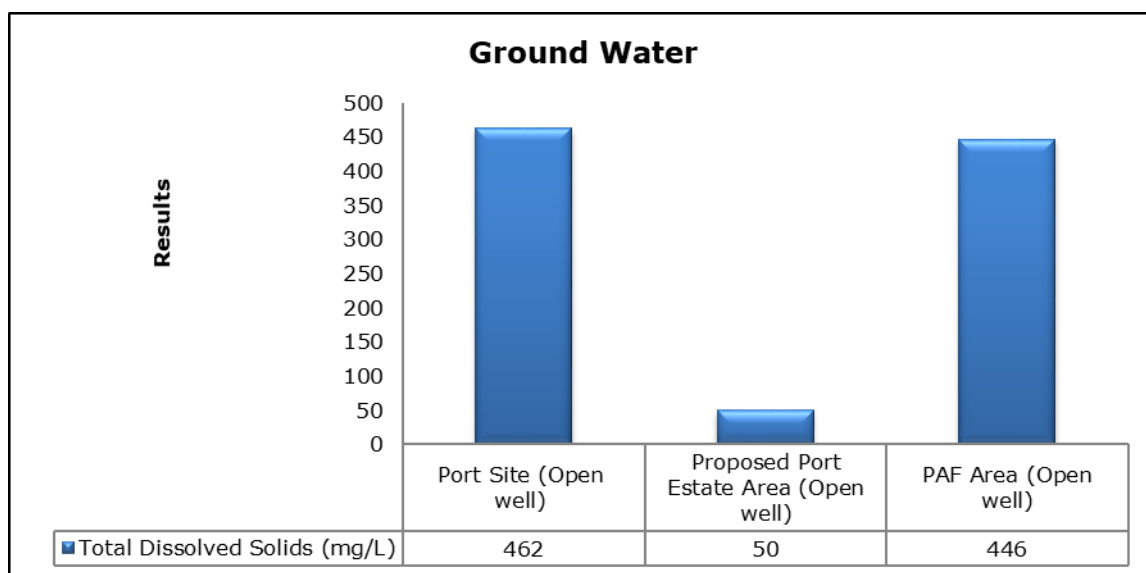 Ground Water
Results
500
450
400
350
300
250
200
150
100
50
0
Port Site (Open
well)
Proposed Port
Estate Area (Open
well)
PAF Area (Open
well)
Total Dissolved Solids (mg/L)
462
50
446